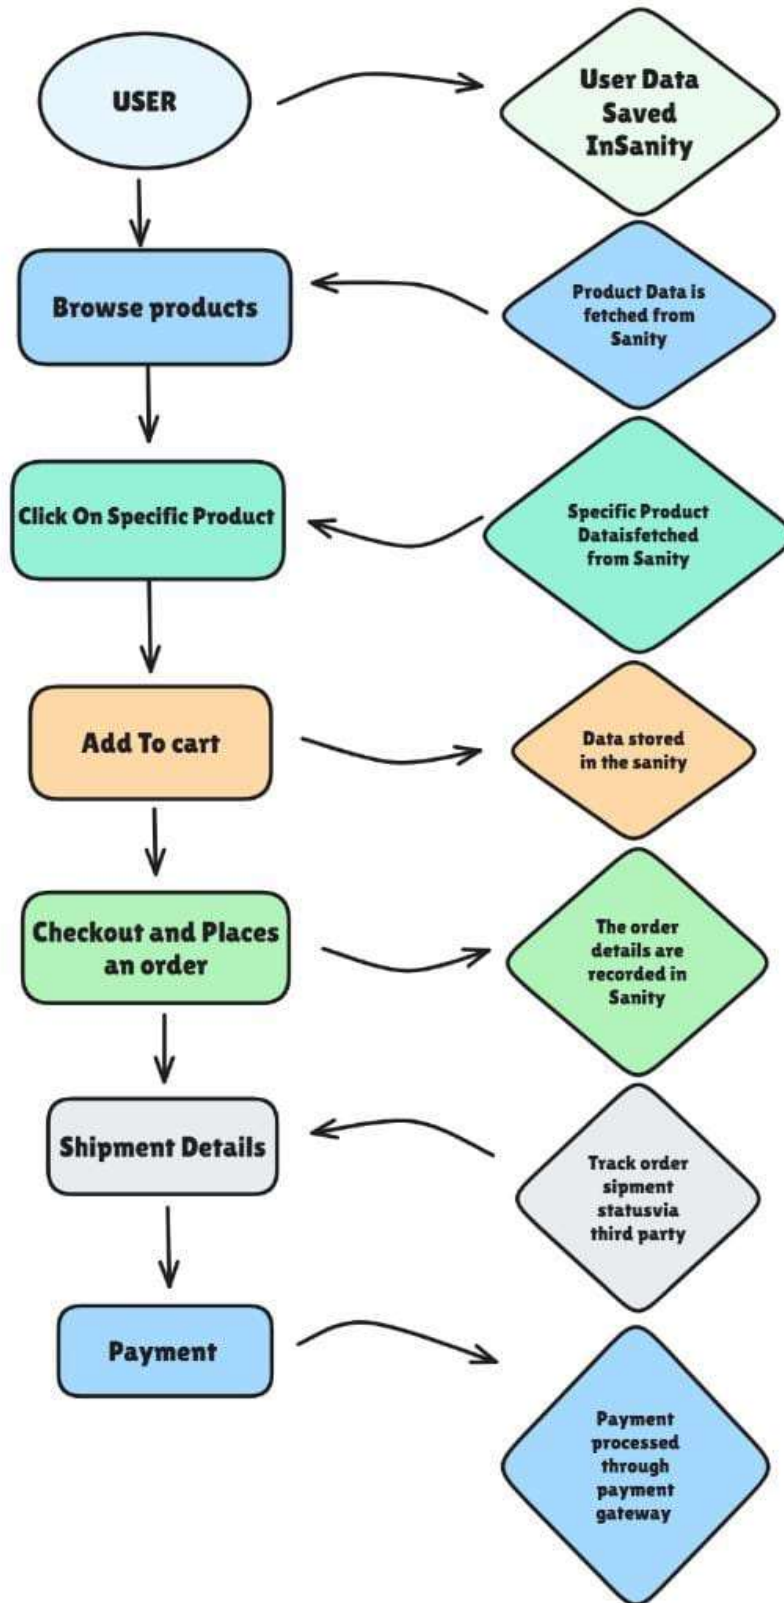 USER
User Data
Saved
InSanity
Browse products
Product Data is
fetched from
Sanity
Click On Specific Product
Specific Product
Dataisfetched
from Sanity
Add To cart
Data stored
in the sanity
Checkout and Places
an order
The order
details are
recorded in
Sanity
Shipment Details
Track order
sipment
statusvia
third party
Payment
Payment
processed
through
payment
gateway